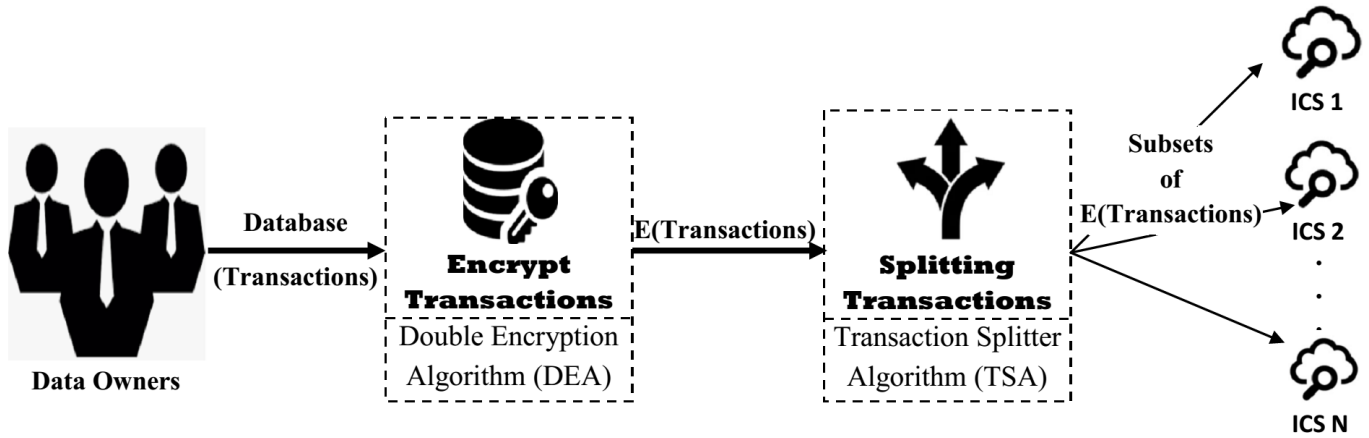 Data Owners
Database
(Transactions)
Encrypt
Transactions
Double Encryption
Algorithm (DEA)
E(Transactions)
Splitting
Transactions
Transaction Splitter
Algorithm (TSA)
Subsets
of
E(Transactions)
ICS 1
ICS 2
.
.
.
ICS N